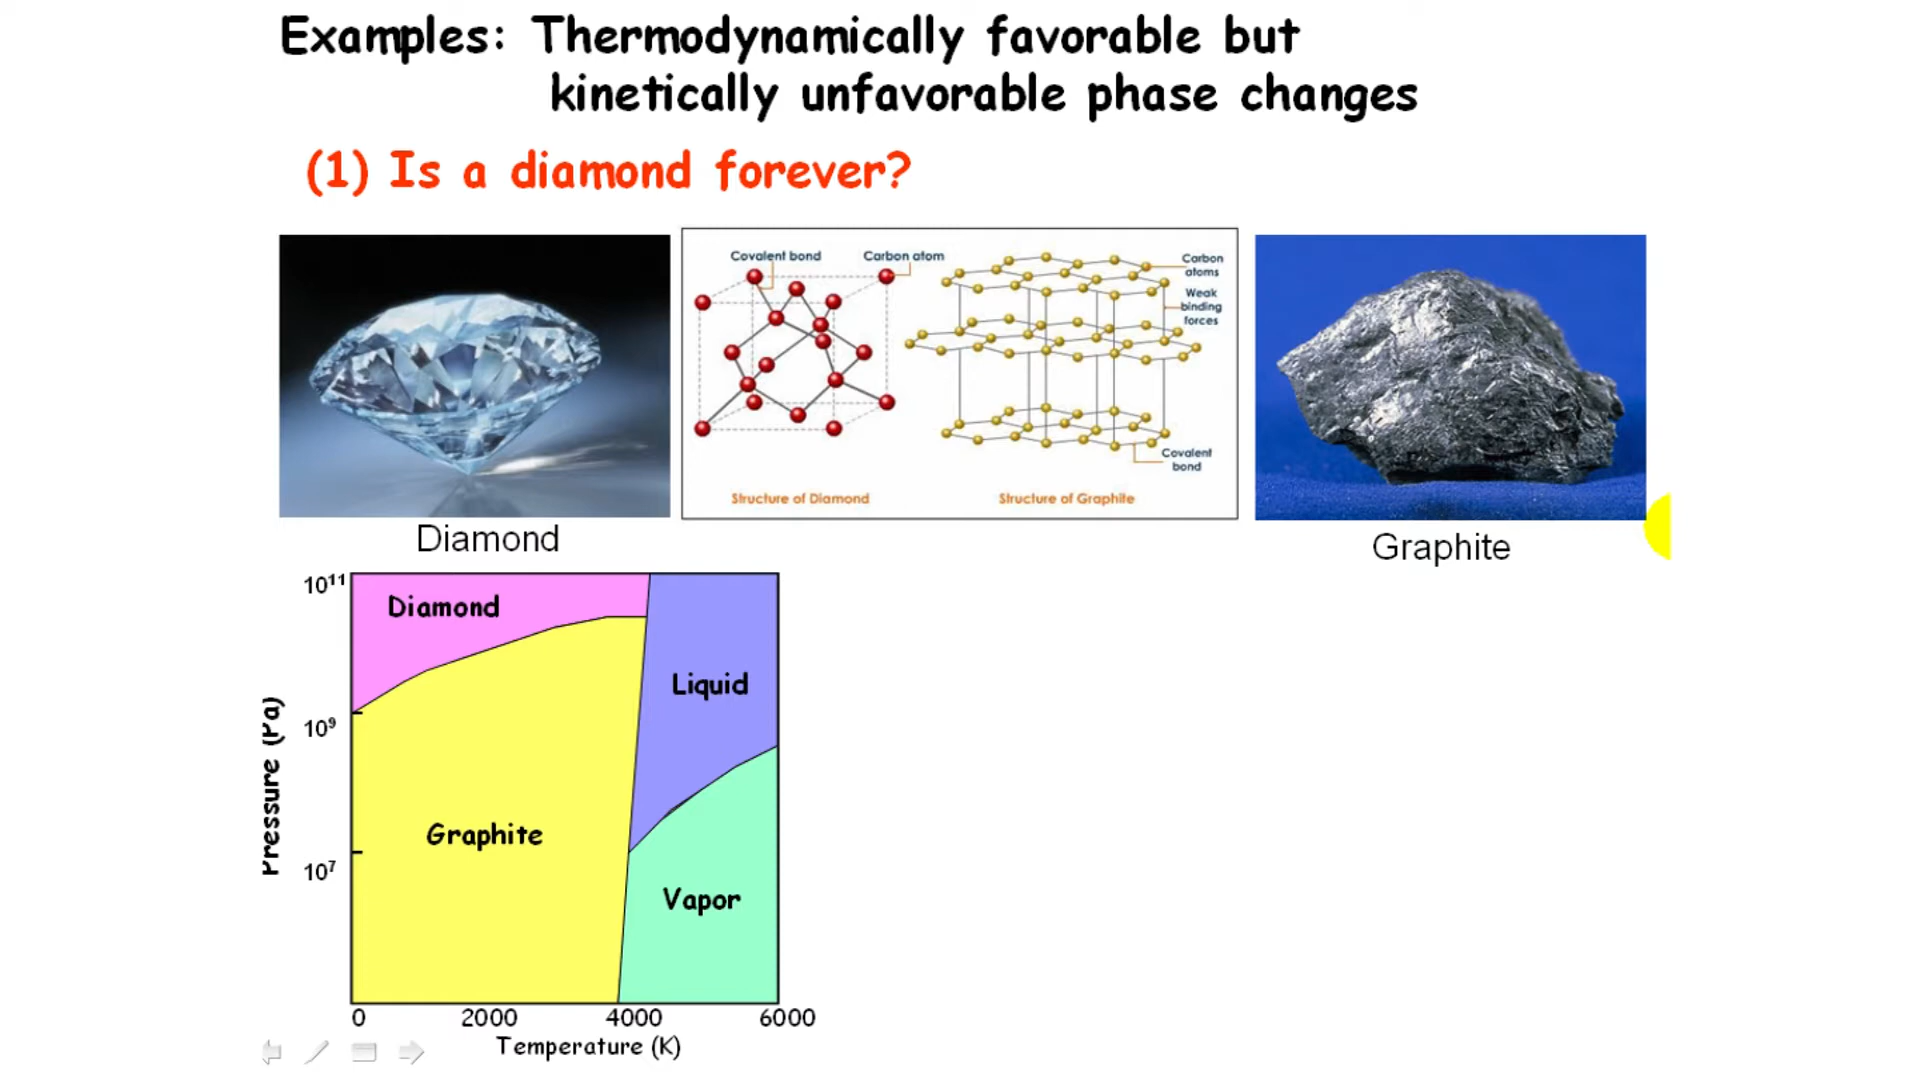 Examples: Thermodynamically favorable but
kinetically unfavorable phase changes
(1) Is a diamond forever?
Covalent bond
Carbon atom
Carbon
atoms
Weak
binding
forces
Covalent
bond
Structure of Diamond
Structure of Graphite
Diamond
Graphite
10¹¹
Diamond
Liquid
Pressure (Pa)
10⁹
Graphite
10⁷
Vapor
0 2000 4000 6000
Temperature (K)